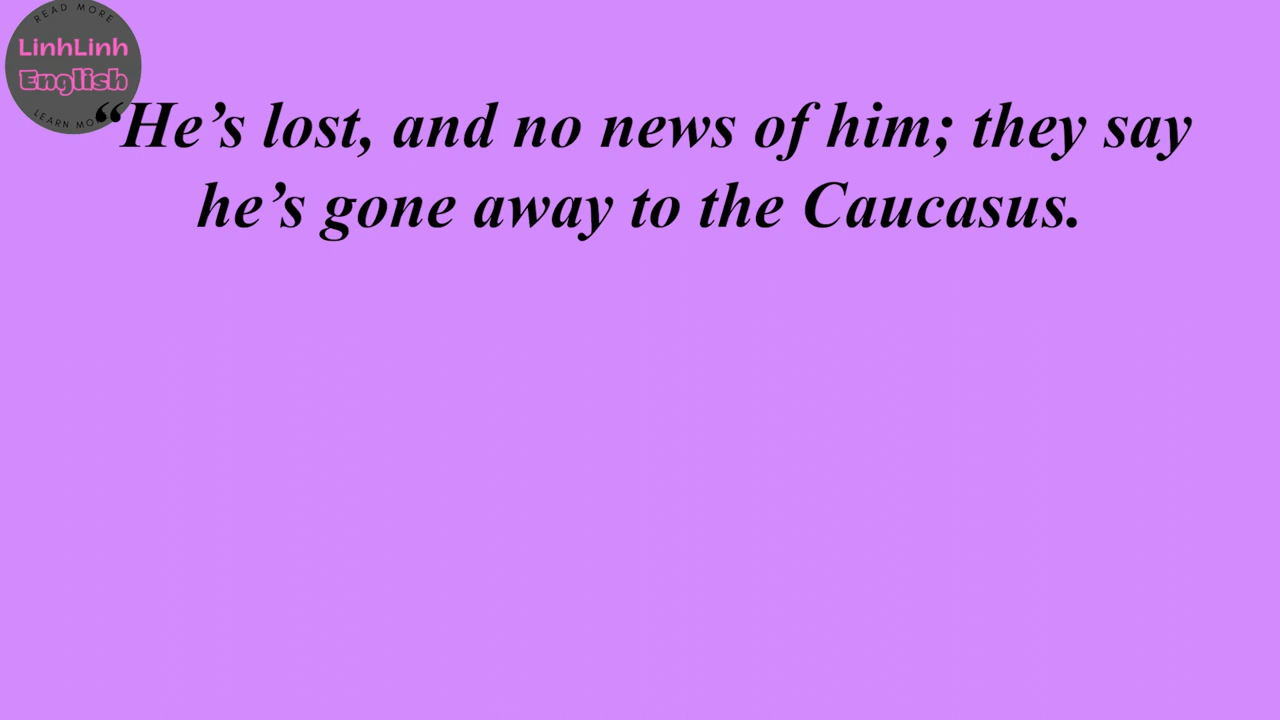 READ MORE
LinhLinh
English
LEARN MO
“He’s lost, and no news of him; they say
he’s gone away to the Caucasus.